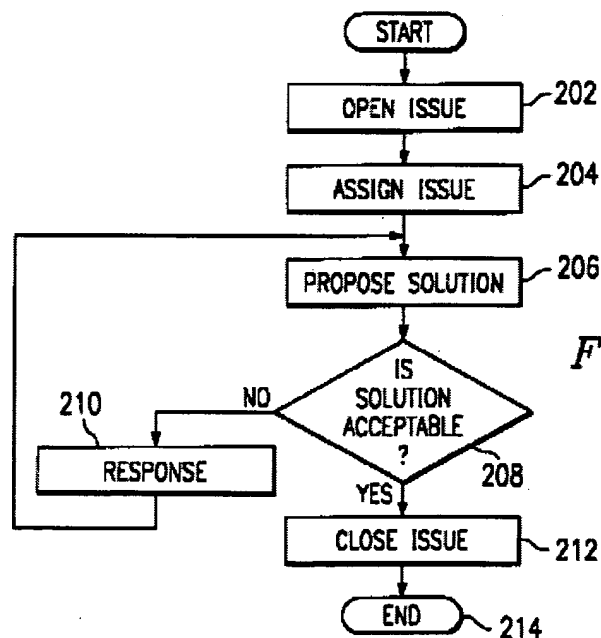 START
OPEN ISSUE
202
ASSIGN ISSUE
204
PROPOSE SOLUTION
206
F
IS
SOLUTION
ACCEPTABLE
?
208
NO
210
RESPONSE
YES
CLOSE ISSUE
212
END
214